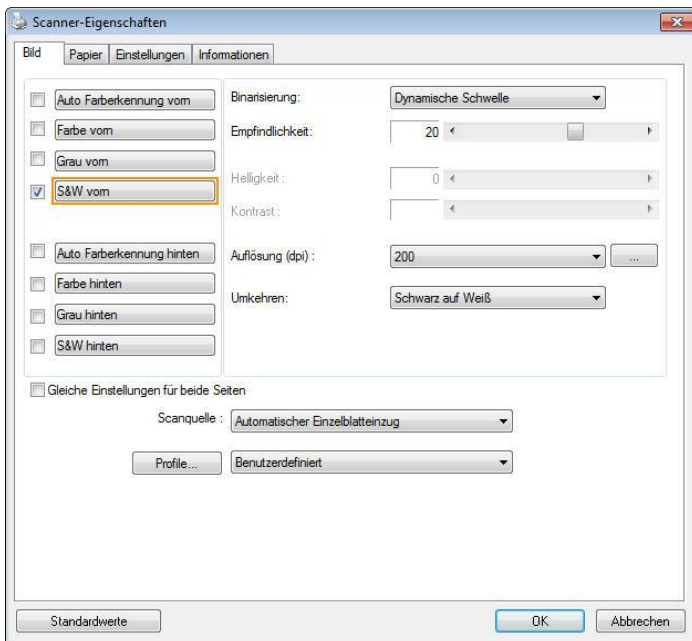 Scanner-Eigenschaften
Bild Papier Einstellungen Informationen
Auto Farberkennung vorn
Farbe vorn
Grau vorn
S&W vorn
Auto Farberkennung hinten
Farbe hinten
Grau hinten
S&W hinten
Binarisierung: Dynamische Schwelle
Empfindlichkeit: 20
Helligkeit : 0
Kontrast :
Auflösung (dpi) : 200 ...
Umkehren: Schwarz auf Weiß
Gleiche Einstellungen für beide Seiten
Scanquelle : Automatischer Einzelblatteinzug
Profile... Benutzerdefiniert
Standardwerte OK Abbrechen